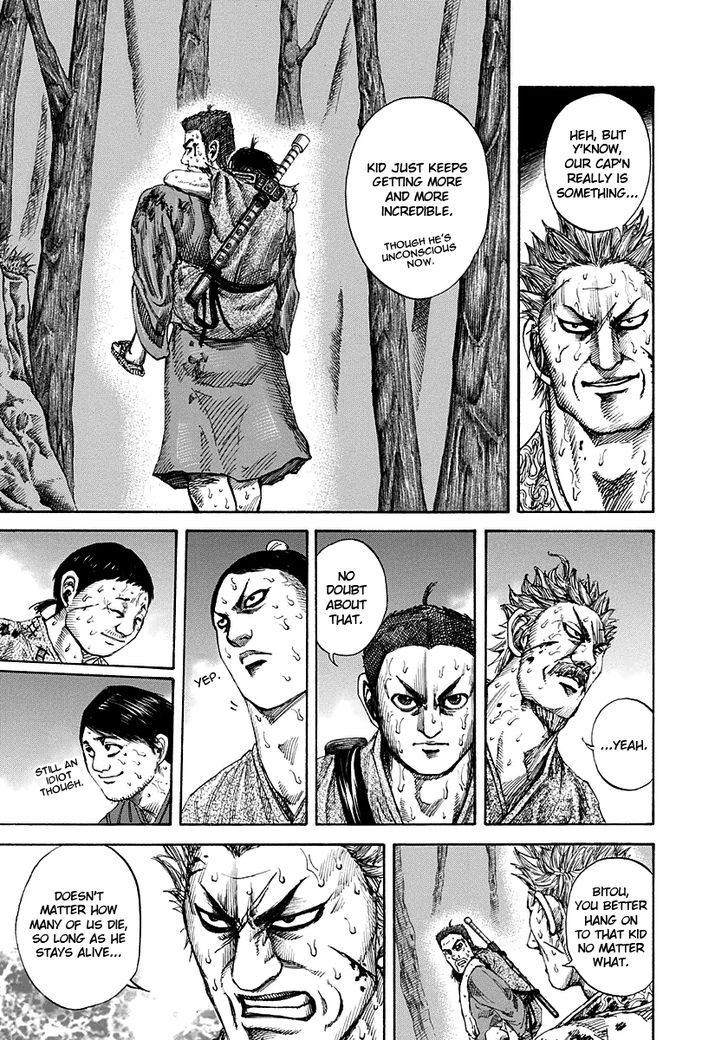 HEH, BUT
Y'KNOW,
OUR CAP'N
REALLY IS
SOMETHING...
KID JUST KEEPS
GETTING MORE
AND MORE
INCREDIBLE.
THOUGH HE'S
UNCONSCIOUS
NOW.
...YEAH.
NO
DOUBT
ABOUT
THAT.
YEP.
STILL AN
IDIOT
THOUGH.
BITOU,
YOU BETTER
HANG ON
TO THAT KID
NO MATTER
WHAT.
DOESN'T
MATTER HOW
MANY OF US DIE,
SO LONG AS HE
STAYS ALIVE...